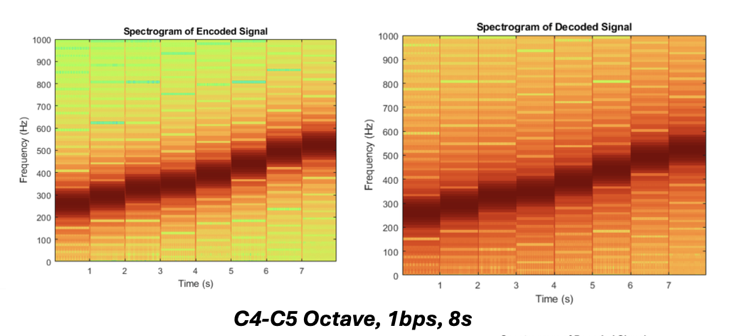 Spectrogram of Encoded Signal
1000
900
800
700
600
500
400
300
200
100
0
Frequency (Hz)
1 2 3 4 5 6 7
Time (s)
Spectrogram of Decoded Signal
1000
900
800
700
600
500
400
300
200
100
0
Frequency (Hz)
1 2 3 4 5 6 7
Time (s)
C4-C5 Octave, 1bps, 8s